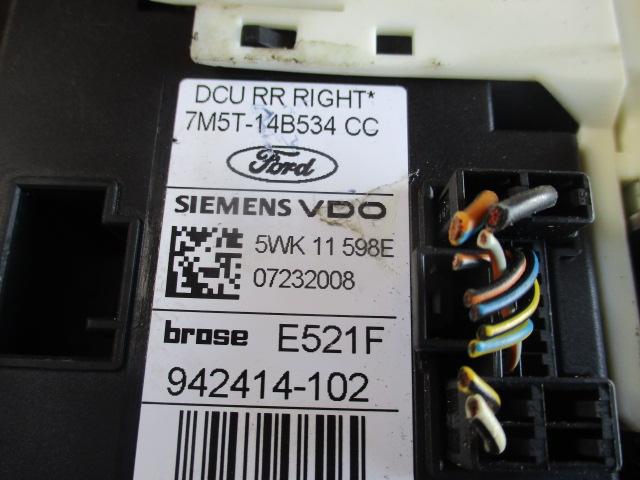 DCU RR RIGHT*
7M5T-14B534 CC
Ford
SIEMENS VDO
5WK 11 598E
07232008
brose E521F
942414-102